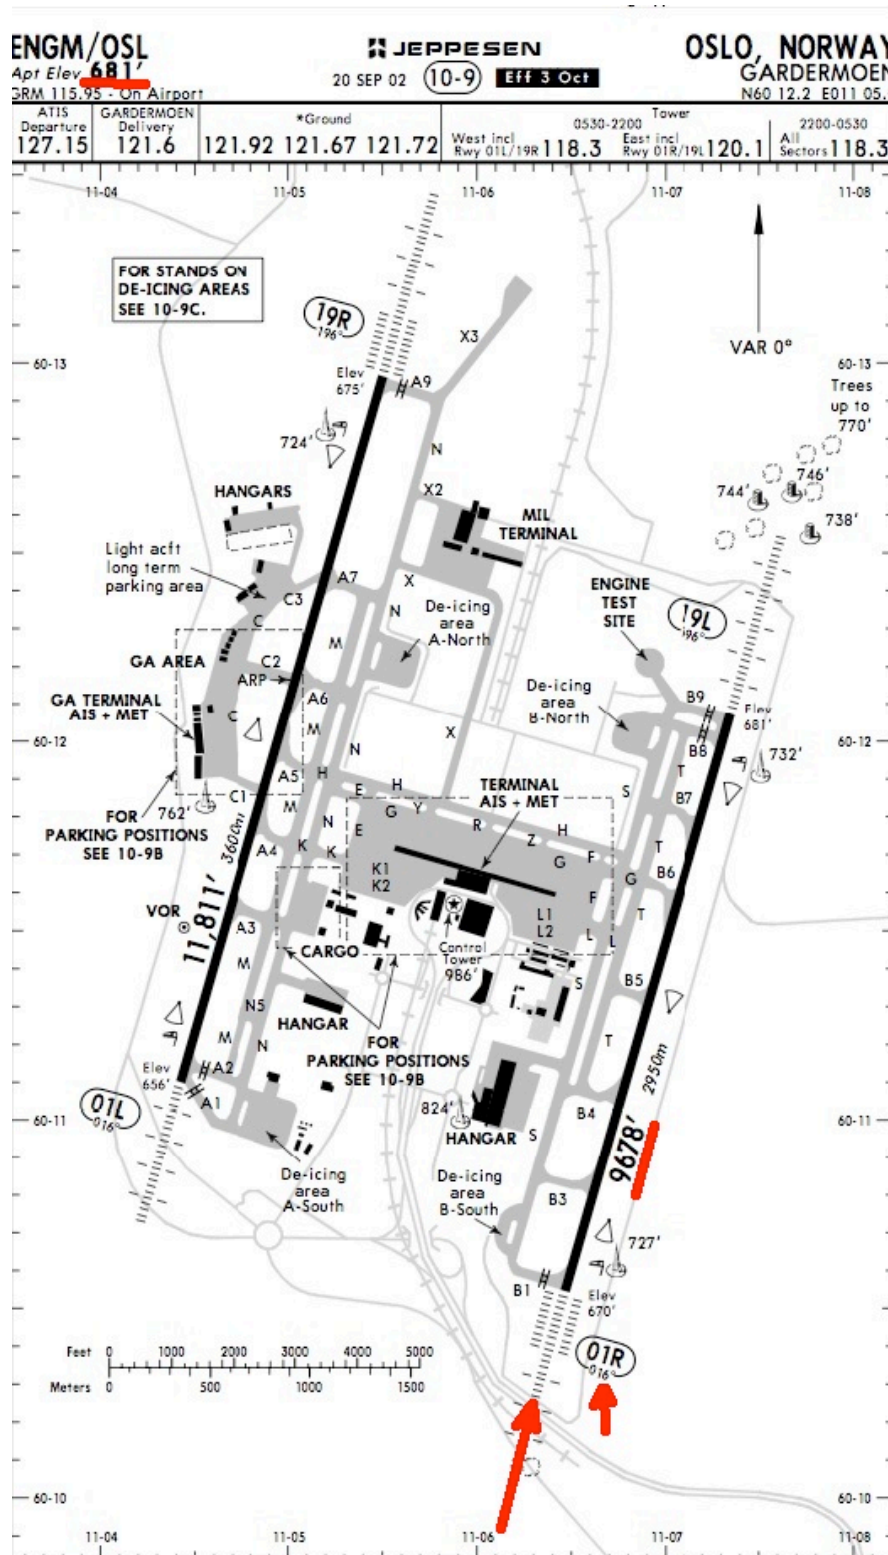 ENGM/OSL
Apt Elev 681'
GRM 115.95 - On Airport
JEPPESEN
20 SEP 02 10-9 Eff 3 Oct
OSLO, NORWAY
GARDERMOEN
N60 12.2 E011 05.
ATIS Departure
127.15
GARDERMOEN Delivery
121.6
*Ground
121.92 121.67 121.72
Tower
0530-2200
West incl Rwy 01L/19R 118.3
East incl Rwy 01R/19L 120.1
2200-0530
All Sectors 118.3
11-04 11-05 11-06 11-07 11-08
FOR STANDS ON
DE-ICING AREAS
SEE 10-9C.
19R
196°
X3
VAR 0°
60-13
60-13
Elev
675'
A9
Trees
up to
770'
724'
N
X2
744'
746'
738'
HANGARS
MIL
TERMINAL
Light acft
long term
parking area
A7
X
C3
N
De-icing
area
A-North
ENGINE
TEST
SITE
19L
196°
C
M
GA AREA
C2
ARP
A6
De-icing
area
B-North
B9
Elev
681'
GA TERMINAL
AIS + MET
C
M
X
60-12
60-12
N
B8
732'
A5
H
TERMINAL
AIS + MET
S
T
B7
C1
762'
M
E
H
G
Y
R
H
FOR
PARKING POSITIONS
SEE 10-9B
N
E
Z
G
F
T
B6
3600m
A4
K
K
K1
K2
G
F
T
VOR
11,811'
A3
L1
L2
L
L
CARGO
Control
Tower
986'
M
S
B5
N5
HANGAR
M
N
FOR
PARKING POSITIONS
SEE 10-9B
T
2950m
Elev
656'
A2
A1
01L
016°
824'
B4
60-11
60-11
HANGAR
S
9678'
De-icing
area
A-South
De-icing
area
B-South
B3
727'
B1
Elev
670'
01R
016°
Feet 0 1000 2000 3000 4000 5000
Meters 0 500 1000 1500
60-10
60-10
11-04 11-05 11-06 11-07 11-08